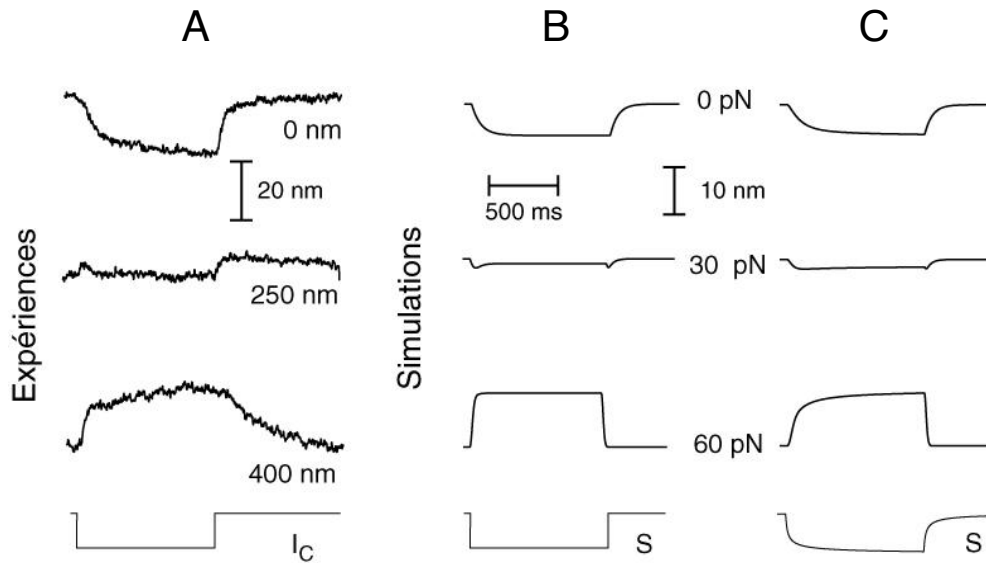 A
B
C
Expériences
0 nm
20 nm
250 nm
400 nm
I_C
Simulations
0 pN
500 ms
10 nm
30 pN
60 pN
S
S